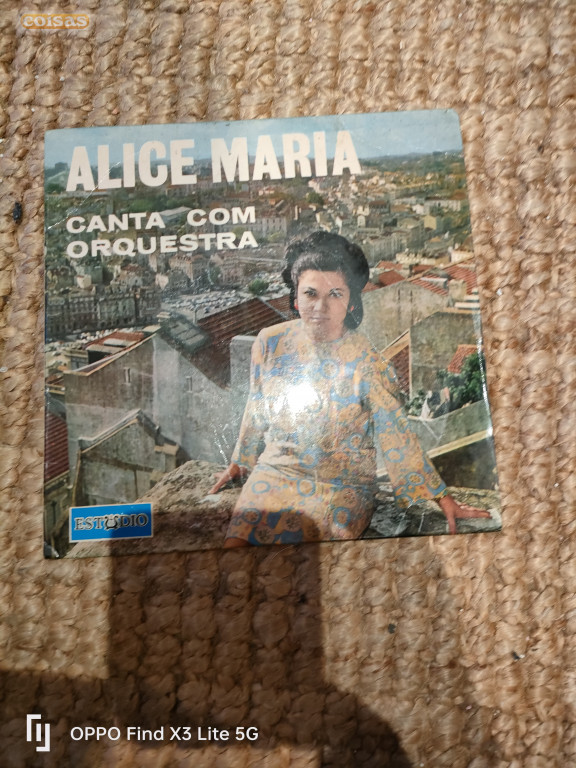 coisas
ALICE MARIA
CANTA COM
ORQUESTRA
ESTÚDIO
OPPO Find X3 Lite 5G